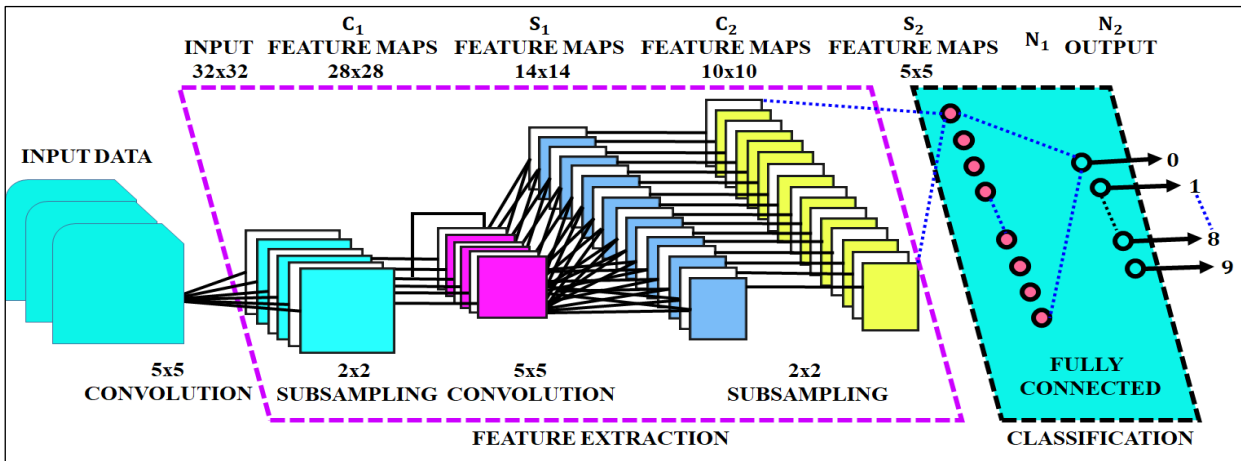 C₁ S₁ C₂ S₂ N₁ N₂
INPUT FEATURE MAPS FEATURE MAPS FEATURE MAPS FEATURE MAPS OUTPUT
32x32 28x28 14x14 10x10 5x5
INPUT DATA
0
1
8
9
5x5 2x2 5x5 2x2 FULLY
CONVOLUTION SUBSAMPLING CONVOLUTION SUBSAMPLING CONNECTED
FEATURE EXTRACTION CLASSIFICATION